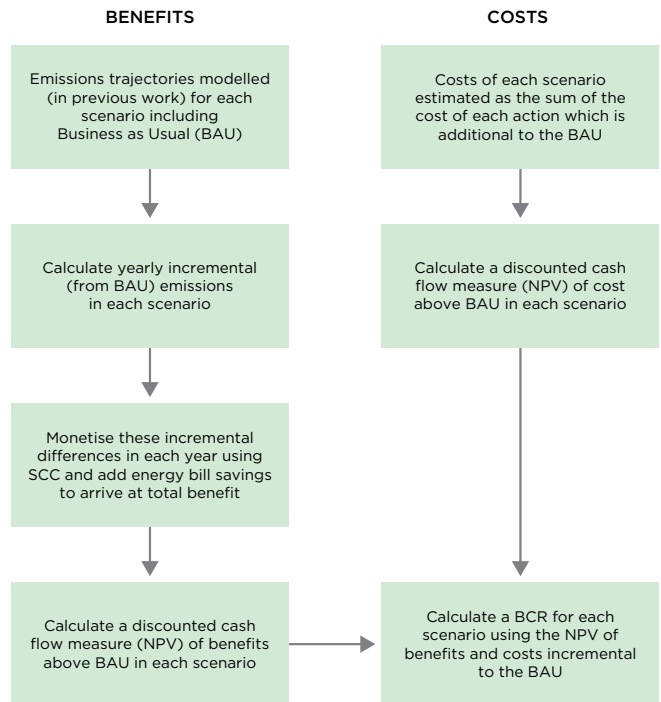 BENEFITS
Emissions trajectories modelled
(in previous work) for each
scenario including
Business as Usual (BAU)
Calculate yearly incremental
(from BAU) emissions
in each scenario
Monetise these incremental
differences in each year using
SCC and add energy bill savings
to arrive at total benefit
Calculate a discounted cash
flow measure (NPV) of benefits
above BAU in each scenario
COSTS
Costs of each scenario
estimated as the sum of the
cost of each action which is
additional to the BAU
Calculate a discounted cash
flow measure (NPV) of cost
above BAU in each scenario
Calculate a BCR for each
scenario using the NPV of
benefits and costs incremental
to the BAU